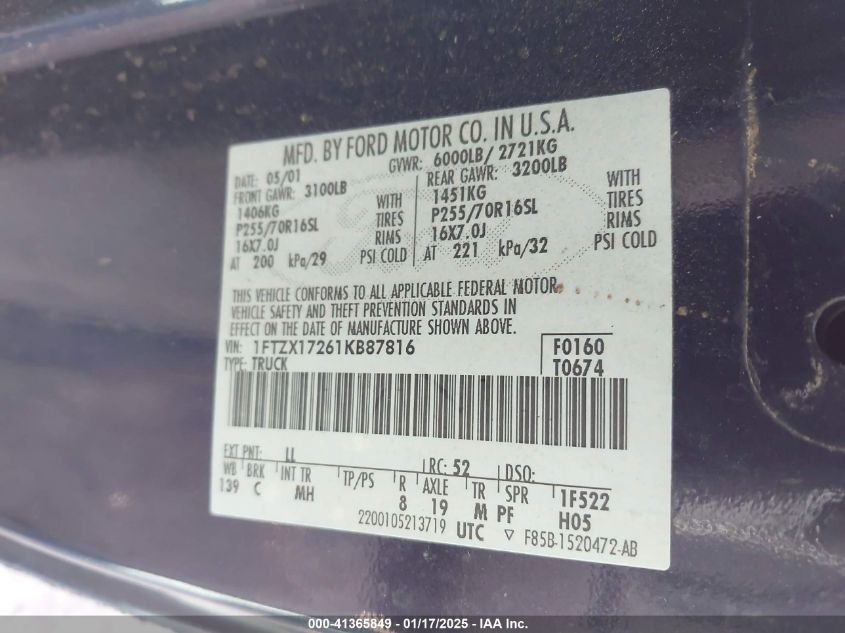 MFD. BY FORD MOTOR CO. IN U.S.A.
DATE: 05/01 GVWR: 6000LB/ 2721KG
FRONT GAWR: 3100LB REAR GAWR: 3200LB
1406KG WITH 1451KG WITH
P255/70R16SL TIRES P255/70R16SL TIRES
16X7.0J RIMS 16X7.0J RIMS
AT 200 kPa/29 PSI COLD AT 221 kPa/32 PSI COLD
THIS VEHICLE CONFORMS TO ALL APPLICABLE FEDERAL MOTOR
VEHICLE SAFETY AND THEFT PREVENTION STANDARDS IN
EFFECT ON THE DATE OF MANUFACTURE SHOWN ABOVE.
VIN: 1FTZX17261KB87816 F0160
TYPE: TRUCK T0674
EXT PNT: LL RC: 52 DSO:
WB BRK INT TR TP/PS R AXLE TR SPR 1F522
139 C MH 8 19 M PF H05
2200105213719 UTC ▽ F85B-1520472-AB
000-41365849 - 01/17/2025 - IAA Inc.